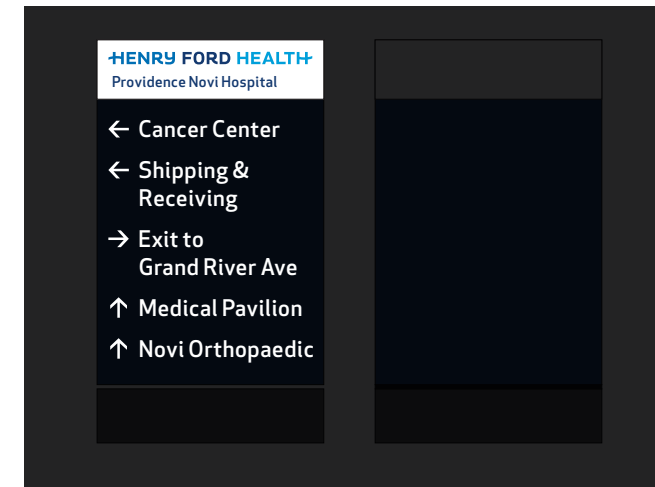 HENRY FORD HEALTH
Providence Novi Hospital
← Cancer Center
← Shipping &
Receiving
→ Exit to
Grand River Ave
↑ Medical Pavilion
↑ Novi Orthopaedic